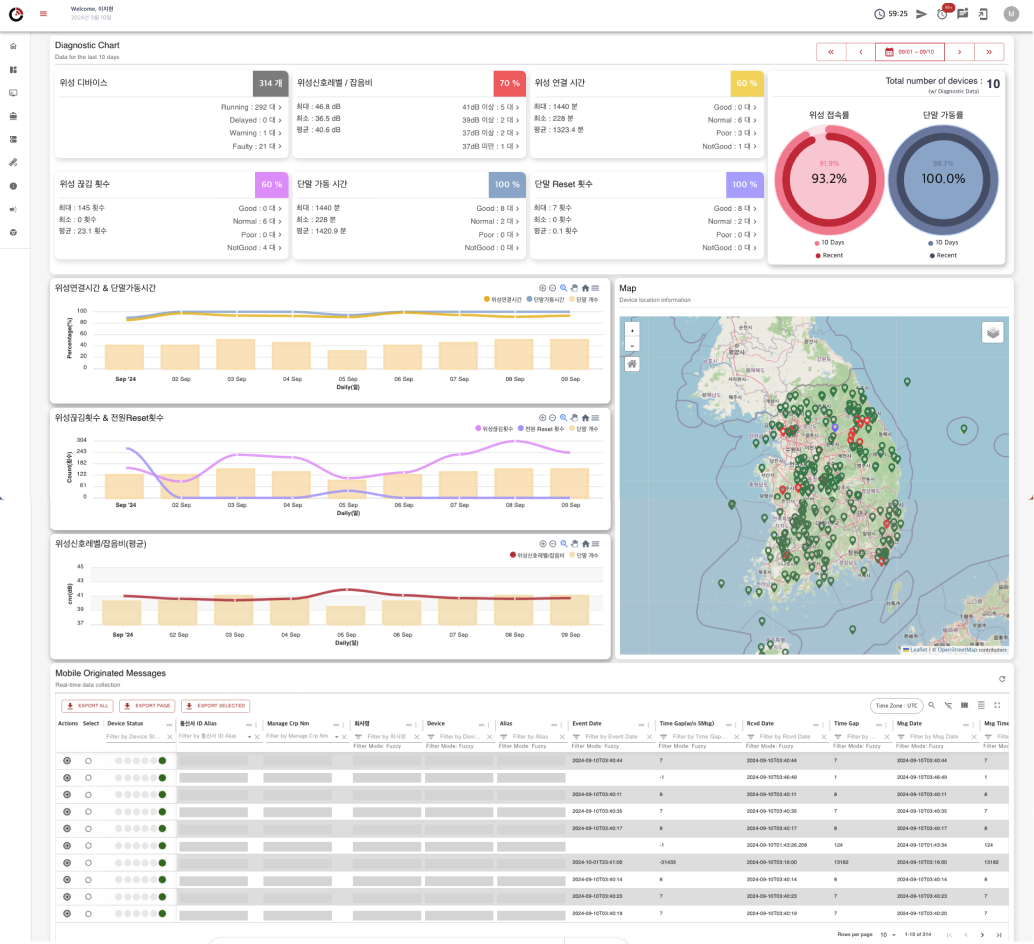 Welcome, 이지현
2024년 9월 10일
59:25
99+
M
Diagnostic Chart
Data for the last 10 days
09/01 ~ 09/10
위성 디바이스
314 개
Running : 292 대 >
Delayed : 0 대 >
Warning : 1 대 >
Faulty : 21 대 >
위성신호레벨 / 잡음비
70 %
최대 : 46.8 dB
최소 : 36.5 dB
평균 : 40.6 dB
41dB 이상 : 5 대 >
39dB 이상 : 2 대 >
37dB 이상 : 2 대 >
37dB 미만 : 1 대 >
위성 연결 시간
60 %
최대 : 1440 분
최소 : 228 분
평균 : 1323.4 분
Good : 0 대 >
Normal : 6 대 >
Poor : 3 대 >
NotGood : 1 대 >
위성 끊김 횟수
60 %
최대 : 145 횟수
최소 : 0 횟수
평균 : 23.1 횟수
Good : 0 대 >
Normal : 6 대 >
Poor : 0 대 >
NotGood : 4 대 >
단말 가동 시간
100 %
최대 : 1440 분
최소 : 228 분
평균 : 1420.9 분
Good : 8 대 >
Normal : 2 대 >
Poor : 0 대 >
NotGood : 0 대 >
단말 Reset 횟수
100 %
최대 : 7 횟수
최소 : 0 횟수
평균 : 0.1 횟수
Good : 8 대 >
Normal : 2 대 >
Poor : 0 대 >
NotGood : 0 대 >
Total number of devices : 10
(w/ Diagnostic Data)
위성 접속률
91.9%
93.2%
10 Days
Recent
단말 가동률
98.7%
100.0%
10 Days
Recent
위성연결시간 & 단말가동시간
위성연결시간 단말가동시간 단말 개수
Percentage(%)
100
80
60
40
20
0
Sep '24 02 Sep 03 Sep 04 Sep 05 Sep 06 Sep 07 Sep 08 Sep 09 Sep
Daily(일)
위성끊김횟수 & 전원Reset횟수
위성끊김횟수 전원 Reset 횟수 단말 개수
Count(횟수)
304
243
182
122
61
0
Sep '24 02 Sep 03 Sep 04 Sep 05 Sep 06 Sep 07 Sep 08 Sep 09 Sep
Daily(일)
위성신호레벨/잡음비(평균)
위성신호레벨/잡음비 단말 개수
cnr(dB)
45
43
41
39
37
Sep '24 02 Sep 03 Sep 04 Sep 05 Sep 06 Sep 07 Sep 08 Sep 09 Sep
Daily(일)
Map
Device location information
+
-
Leaflet | © OpenStreetMap contributors
Mobile Originated Messages
Real-time data collection
EXPORT ALL
EXPORT PAGE
EXPORT SELECTED
Time Zone : UTC
Actions Select Device Status 통신사 ID Alias Manage Crp Nm 회사명 Device Alias Event Date Time Gap(w/o SMsg) Rcvd Date Time Gap Msg Date Msg Time
Filter by Device St... Filter by 통신사 ID Alias Filter by Manage Crp Nm Filter by 회사명 Filter by Devi... Filter by Alias Filter by Event Date Filter by Time Gap... Filter by Rcvd Date Filter by ... Filter by Msg Date Filte
Filter Mode: Fuzzy Filter Mode: Fuzzy Filter Mode: Fuzzy Filter Mode: Fuzzy Filter Mode: Fuzzy Filter Mode: Fuzzy Filter Mode: Fuzzy Filter Mode: Fuzzy Filter Mo
2024-09-10T03:40:44 7 2024-09-10T03:40:44 7 2024-09-10T03:40:44 7
-1 2024-09-10T03:46:49 1 2024-09-10T03:46:49 1
2024-09-10T03:40:11 8 2024-09-10T03:40:11 8 2024-09-10T03:40:11 8
2024-09-10T03:40:35 7 2024-09-10T03:40:35 7 2024-09-10T03:40:35 7
2024-09-10T03:40:17 8 2024-09-10T03:40:17 8 2024-09-10T03:40:17 8
-1 2024-09-10T01:43:28.208 124 2024-09-10T01:43:34 124
2024-10-01T23:41:06 -31433 2024-09-10T03:16:00 13182 2024-09-10T03:16:00 13182
2024-09-10T03:40:14 8 2024-09-10T03:40:14 8 2024-09-10T03:40:14 8
2024-09-10T03:40:23 7 2024-09-10T03:40:23 7 2024-09-10T03:40:23 7
2024-09-10T03:40:19 7 2024-09-10T03:40:19 7 2024-09-10T03:40:20 7
Rows per page 10 1-10 of 314